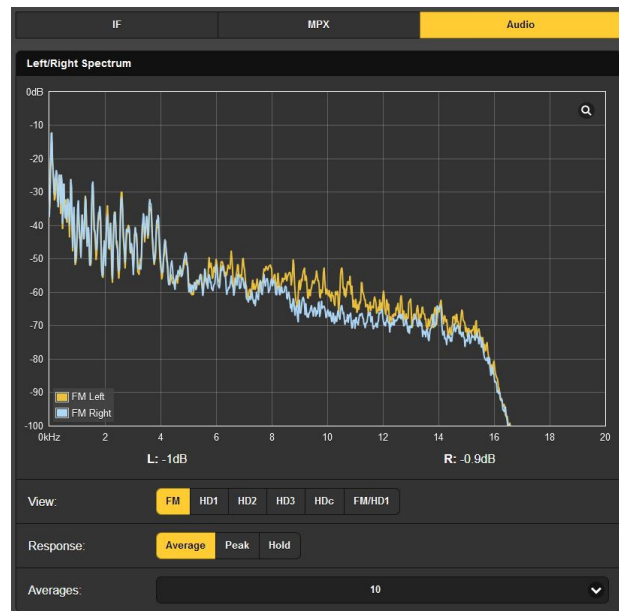 IF MPX Audio
Left/Right Spectrum
0dB
-10
-20
-30
-40
-50
-60
-70
-80
-90
-100
FM Left
FM Right
0kHz 2 4 6 8 10 12 14 16 18 20
L: -1dB R: -0.9dB
View: FM HD1 HD2 HD3 HDc FM/HD1
Response: Average Peak Hold
Averages: 10